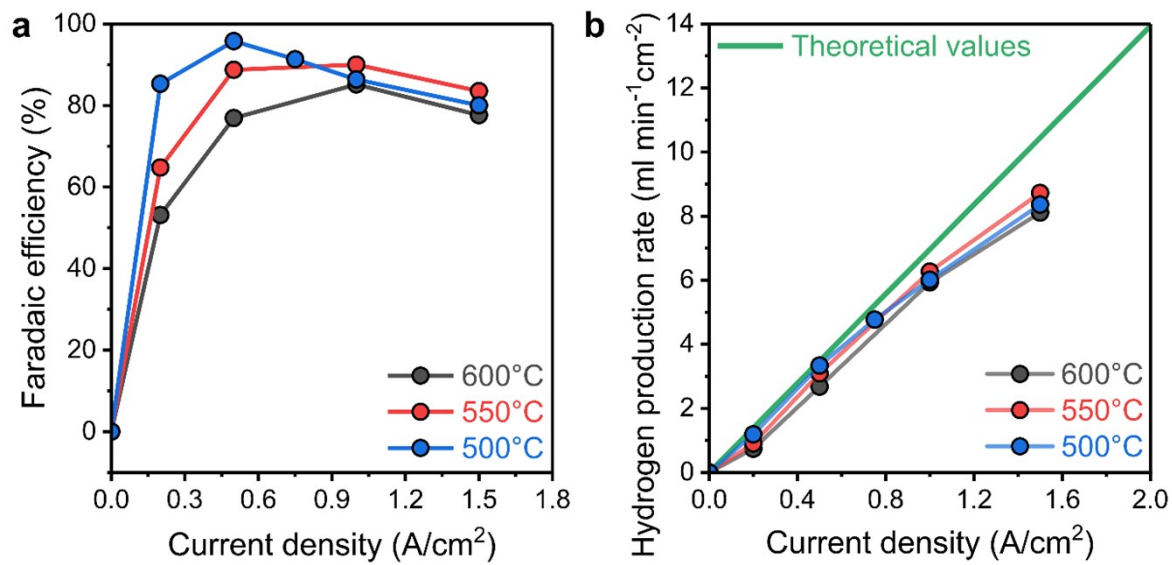 a
100
80
60
40
20
0
Faradaic efficiency (%)
600°C
550°C
500°C
0.0 0.3 0.6 0.9 1.2 1.5 1.8
Current density (A/cm²)
b
14
12
10
8
6
4
2
0
Hydrogen production rate (ml min⁻¹cm⁻²)
Theoretical values
600°C
550°C
500°C
0.0 0.4 0.8 1.2 1.6 2.0
Current density (A/cm²)